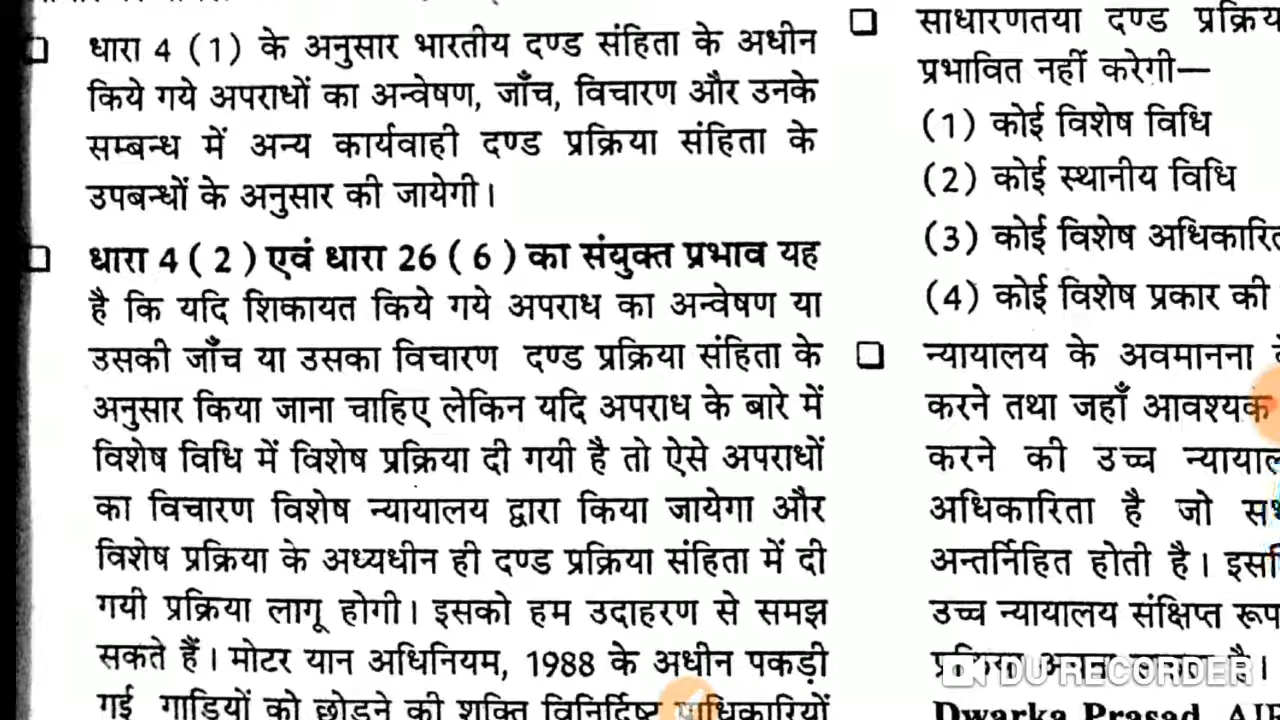 धारा 4 (1) के अनुसार भारतीय दण्ड संहिता के अधीन
किये गये अपराधों का अन्वेषण, जाँच, विचारण और उनके
सम्बन्ध में अन्य कार्यवाही दण्ड प्रक्रिया संहिता के
उपबन्धों के अनुसार की जायेगी।
धारा 4 ( 2 ) एवं धारा 26 ( 6 ) का संयुक्त प्रभाव यह
है कि यदि शिकायत किये गये अपराध का अन्वेषण या
उसकी जाँच या उसका विचारण दण्ड प्रक्रिया संहिता के
अनुसार किया जाना चाहिए लेकिन यदि अपराध के बारे में
विशेष विधि में विशेष प्रक्रिया दी गयी है तो ऐसे अपराधों
का विचारण विशेष न्यायालय द्वारा किया जायेगा और
विशेष प्रक्रिया के अध्यधीन ही दण्ड प्रक्रिया संहिता में दी
गयी प्रक्रिया लागू होगी। इसको हम उदाहरण से समझ
सकते हैं। मोटर यान अधिनियम, 1988 के अधीन पकड़ी
गई गाड़ियों को छोड़ने की शक्ति विनिर्दिष्ट प्राधिकारियों
साधारणतया दण्ड प्रक्रिया
प्रभावित नहीं करेगी—
(1) कोई विशेष विधि
(2) कोई स्थानीय विधि
(3) कोई विशेष
(4) कोई विशेष प्रकार की
न्यायालय के अवमानना
करने तथा जहाँ आवश्यक
करने की उच्च
अधिकारिता है जो
अन्तर्निहित होती है।
उच्च न्यायालय संक्षिप्त रूप
है।
DU RECORDER
Dwarka Prasad, AIR